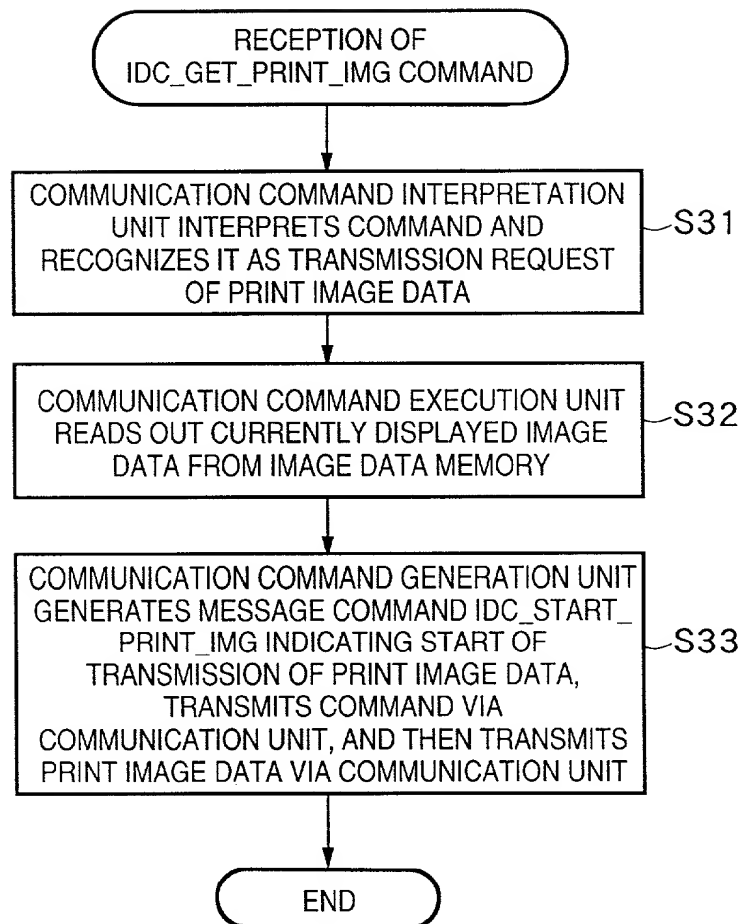 RECEPTION OF
IDC_GET_PRINT_IMG COMMAND
COMMUNICATION COMMAND INTERPRETATION
UNIT INTERPRETS COMMAND AND
RECOGNIZES IT AS TRANSMISSION REQUEST
OF PRINT IMAGE DATA
S31
COMMUNICATION COMMAND EXECUTION UNIT
READS OUT CURRENTLY DISPLAYED IMAGE
DATA FROM IMAGE DATA MEMORY
S32
COMMUNICATION COMMAND GENERATION UNIT
GENERATES MESSAGE COMMAND IDC_START_
PRINT_IMG INDICATING START OF
TRANSMISSION OF PRINT IMAGE DATA,
TRANSMITS COMMAND VIA
COMMUNICATION UNIT, AND THEN TRANSMITS
PRINT IMAGE DATA VIA COMMUNICATION UNIT
S33
END